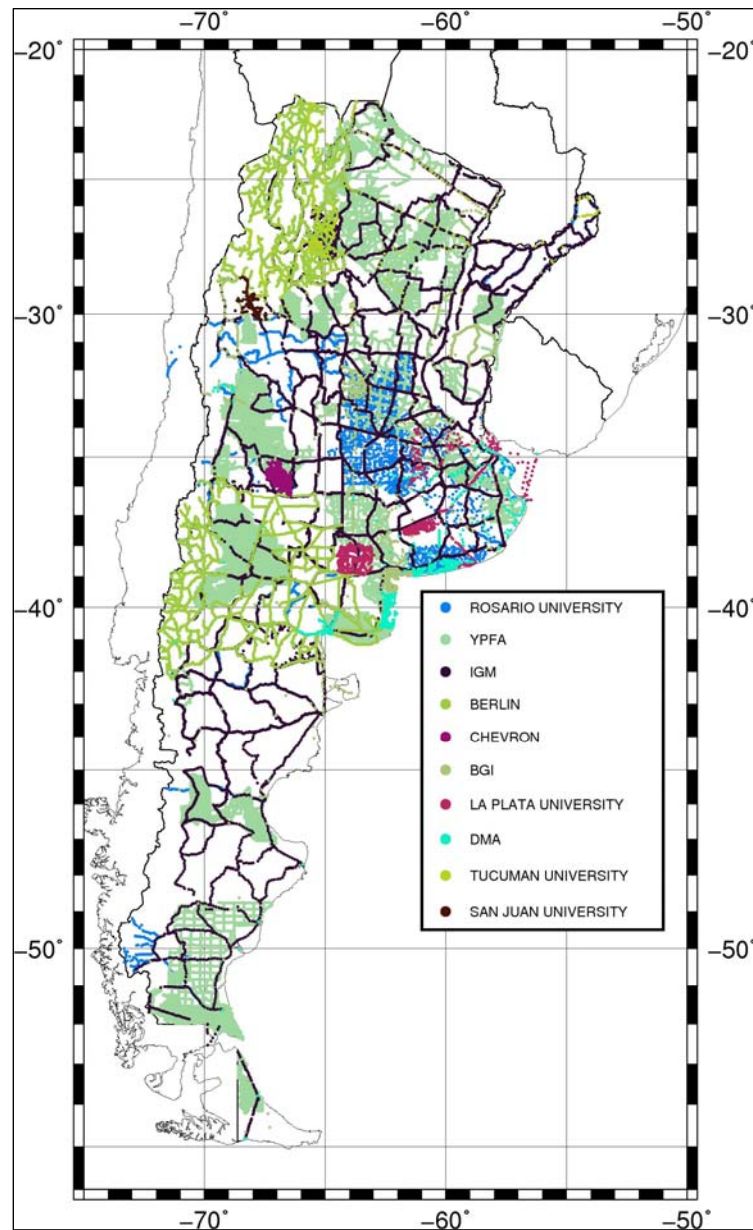 −70° −60° −50°
−20° −20°
−30° −30°
−40° −40°
ROSARIO UNIVERSITY
YPFA
IGM
BERLIN
CHEVRON
BGI
LA PLATA UNIVERSITY
DMA
TUCUMAN UNIVERSITY
SAN JUAN UNIVERSITY
−50° −50°
−70° −60° −50°